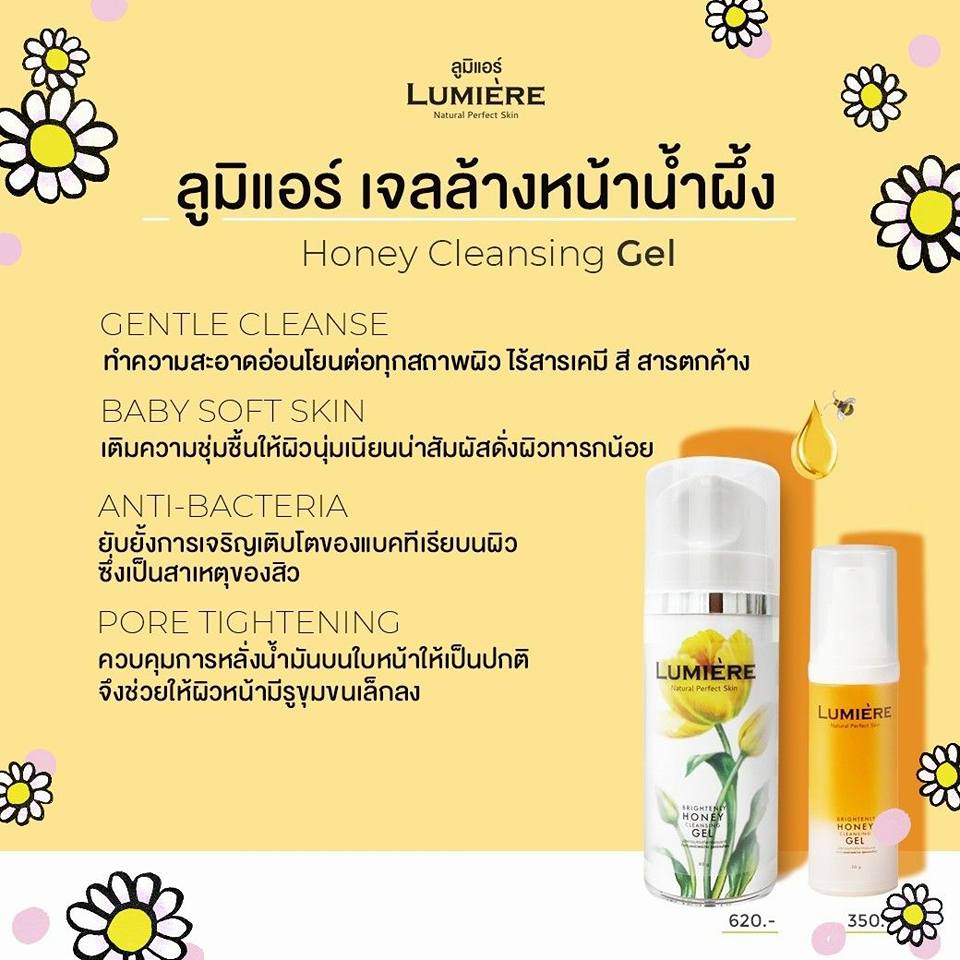 ลูมิแอร์
LUMIÈRE
Natural Perfect Skin
ลูมิแอร์ เจลล้างหน้าน้ำผึ้ง
Honey Cleansing Gel
GENTLE CLEANSE
ทำความสะอาดอ่อนโยนต่อทุกสภาพผิว ไร้สารเคมี สี สารตกค้าง
BABY SOFT SKIN
เติมความชุ่มชื้นให้ผิวนุ่มเนียนน่าสัมผัสดั่งผิวทารกน้อย
ANTI-BACTERIA
ยับยั้งการเจริญเติบโตของแบคทีเรียบนผิว
ซึ่งเป็นสาเหตุของสิว
PORE TIGHTENING
ควบคุมการหลั่งน้ำมันบนใบหน้าให้เป็นปกติ
จึงช่วยให้ผิวหน้ามีรูขุมขนเล็กลง
LUMIÈRE
Natural Perfect Skin
BRIGHTENLY
HONEY
CLEANSING
GEL
620.-
LUMIÈRE
Natural Perfect Skin
BRIGHTENLY
HONEY
CLEANSING
GEL
350.